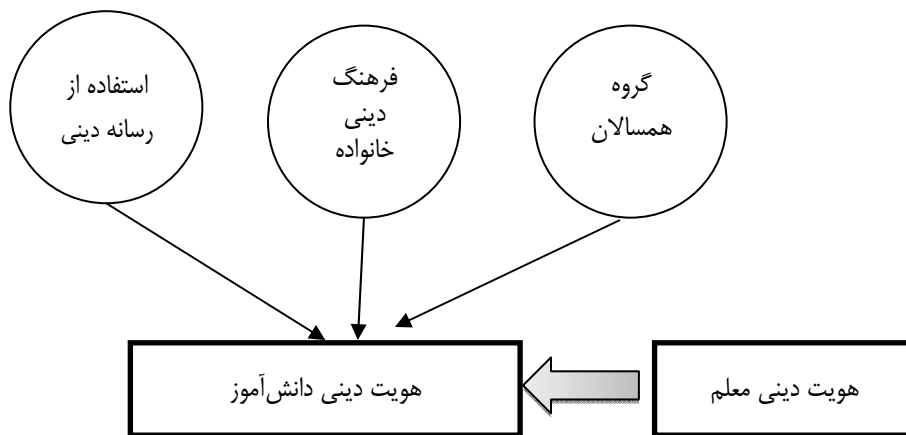 گروه
همسالان
فرهنگ
دینی
خانواده
استفاده از
رسانه دینی
هویت دینی معلم
هویت دینی دانش‌آموز